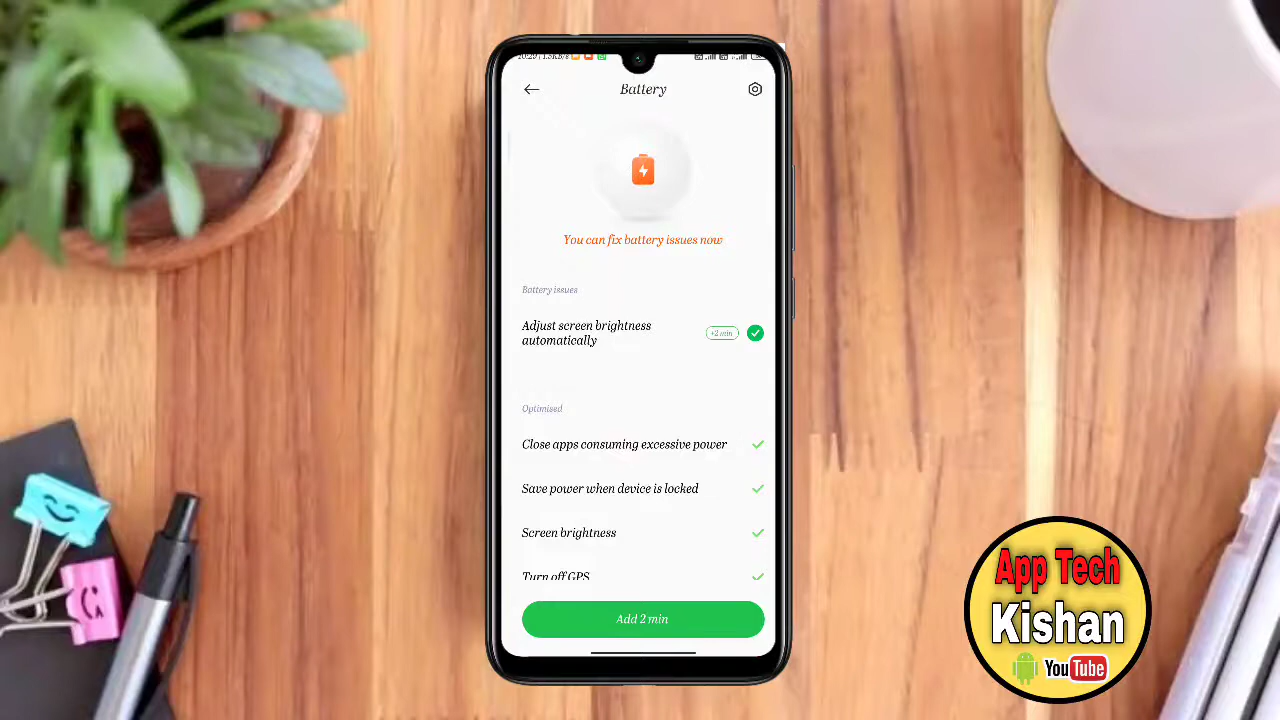 Battery
You can fix battery issues now
Battery issues
Adjust screen brightness
automatically
+2 min
Optimised
Close apps consuming excessive power
Save power when device is locked
Screen brightness
Turn off GPS
Add 2 min
App Tech
Kishan
YouTube